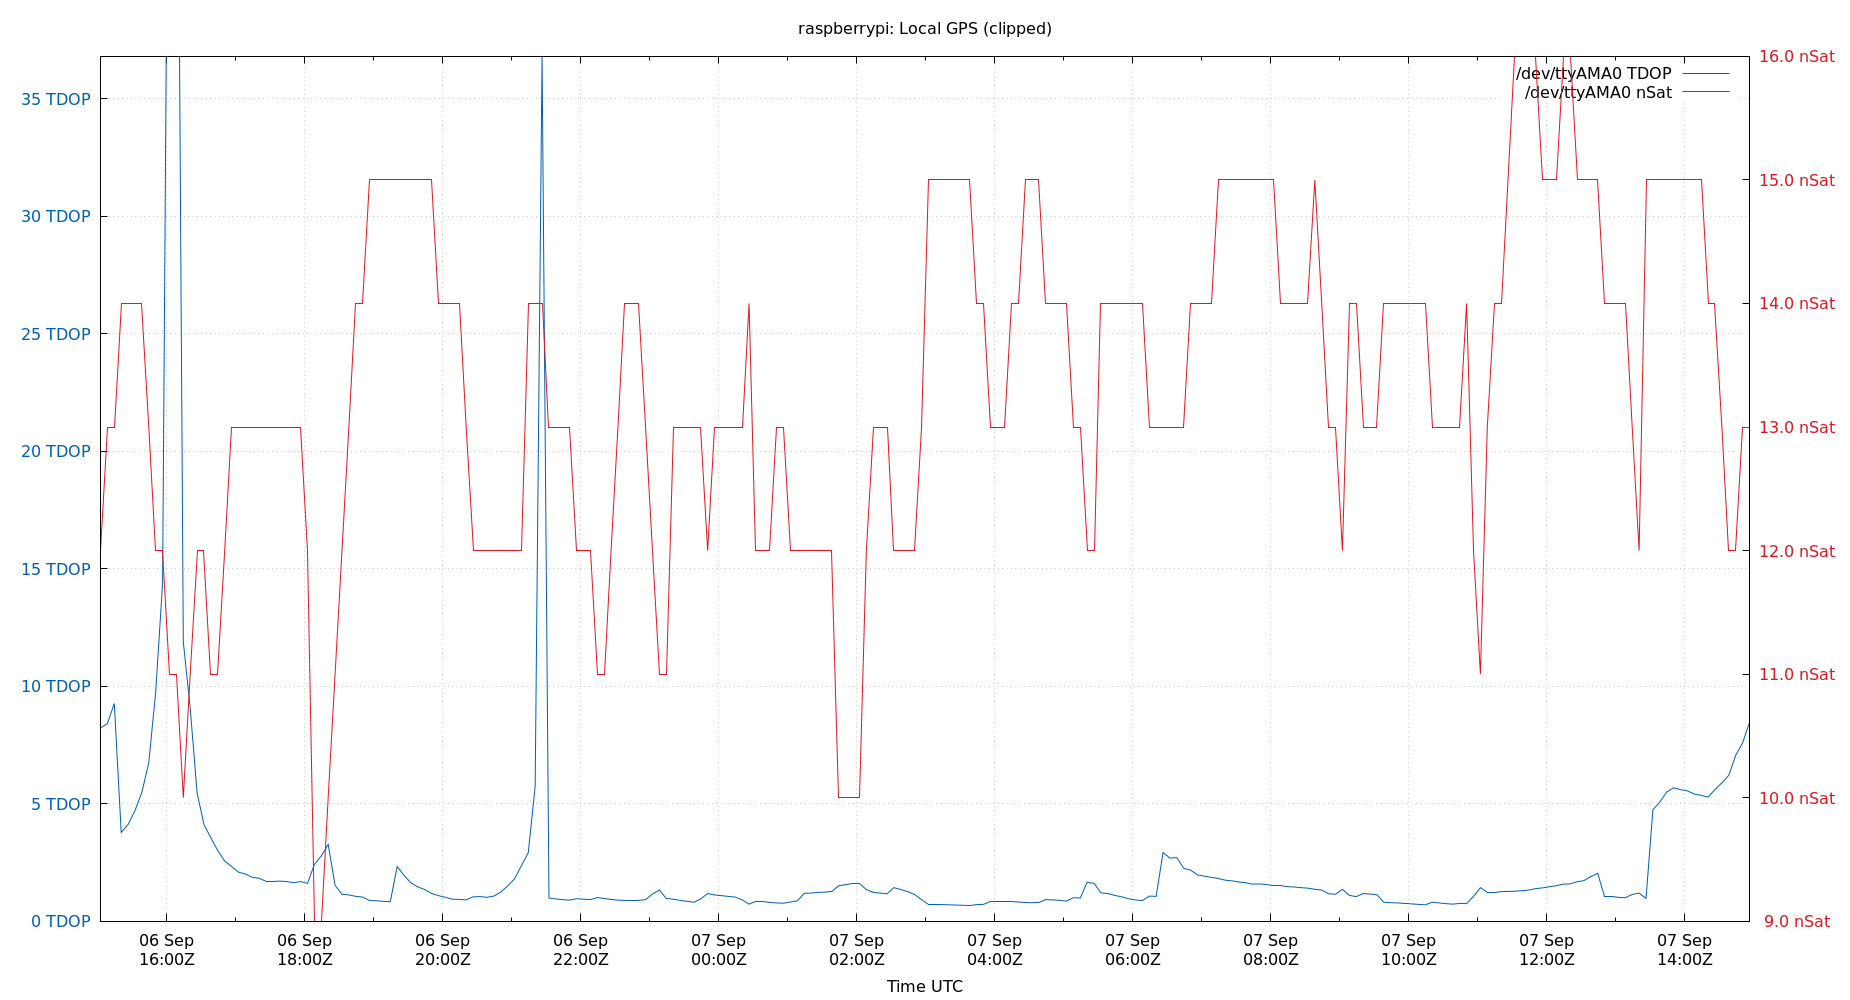 raspberrypi: Local GPS (clipped)
/dev/ttyAMA0 TDOP
/dev/ttyAMA0 nSat
35 TDOP
30 TDOP
25 TDOP
20 TDOP
15 TDOP
10 TDOP
5 TDOP
0 TDOP
16.0 nSat
15.0 nSat
14.0 nSat
13.0 nSat
12.0 nSat
11.0 nSat
10.0 nSat
9.0 nSat
06 Sep 06 Sep 06 Sep 06 Sep 07 Sep 07 Sep 07 Sep 07 Sep 07 Sep 07 Sep 07 Sep 07 Sep
16:00Z 18:00Z 20:00Z 22:00Z 00:00Z 02:00Z 04:00Z 06:00Z 08:00Z 10:00Z 12:00Z 14:00Z
Time UTC